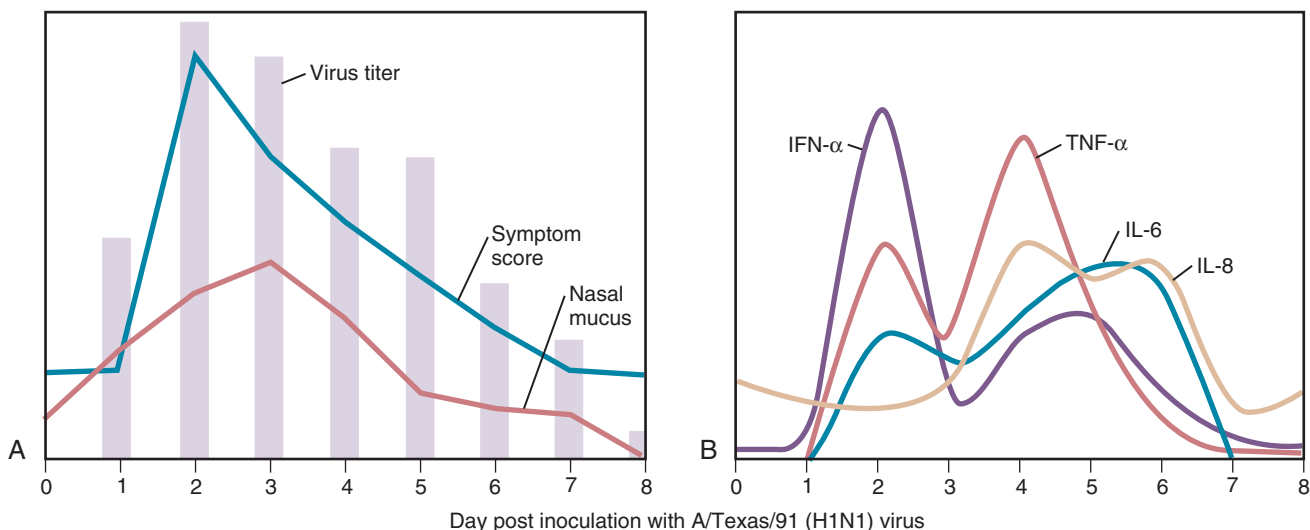 Virus titer
Symptom
score
Nasal
mucus
A
0 1 2 3 4 5 6 7 8
IFN-α
TNF-α
IL-6
IL-8
B
0 1 2 3 4 5 6 7 8
Day post inoculation with A/Texas/91 (H1N1) virus